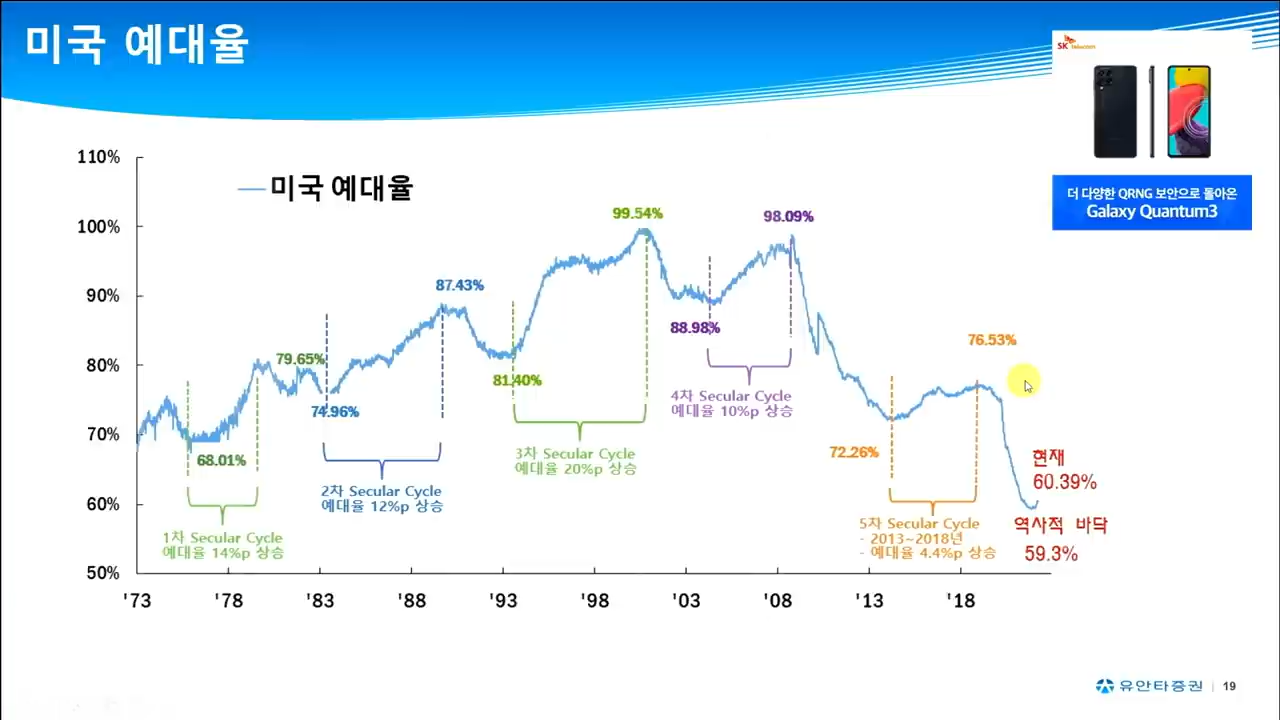 미국 예대율
SK telecom
더 다양한 QRNG 보안으로 돌아온
Galaxy Quantum3
110%
100%
90%
80%
70%
60%
50%
미국 예대율
99.54%
98.09%
87.43%
88.98%
76.53%
79.65%
81.40%
74.96%
4차 Secular Cycle
예대율 10%p 상승
68.01%
72.26%
현재
60.39%
3차 Secular Cycle
예대율 20%p 상승
2차 Secular Cycle
예대율 12%p 상승
역사적 바닥
59.3%
5차 Secular Cycle
- 2013~2018년
- 예대율 4.4%p 상승
1차 Secular Cycle
예대율 14%p 상승
'73 '78 '83 '88 '93 '98 '03 '08 '13 '18
유안타증권 | 19